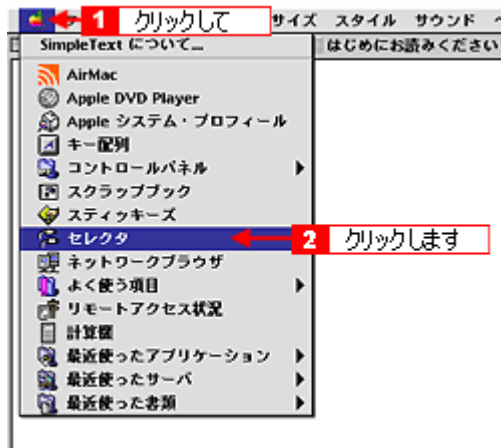 1 クリックして
サイズ スタイル サウンド
SimpleText について...
はじめにお読みください
AirMac
Apple DVD Player
Apple システム・プロフィール
キー配列
コントロールパネル
スクラップブック
スティッキーズ
セレクタ
2 クリックします
ネットワークブラウザ
よく使う項目
リモートアクセス状況
計算機
最近使ったアプリケーション
最近使ったサーバ
最近使った書類